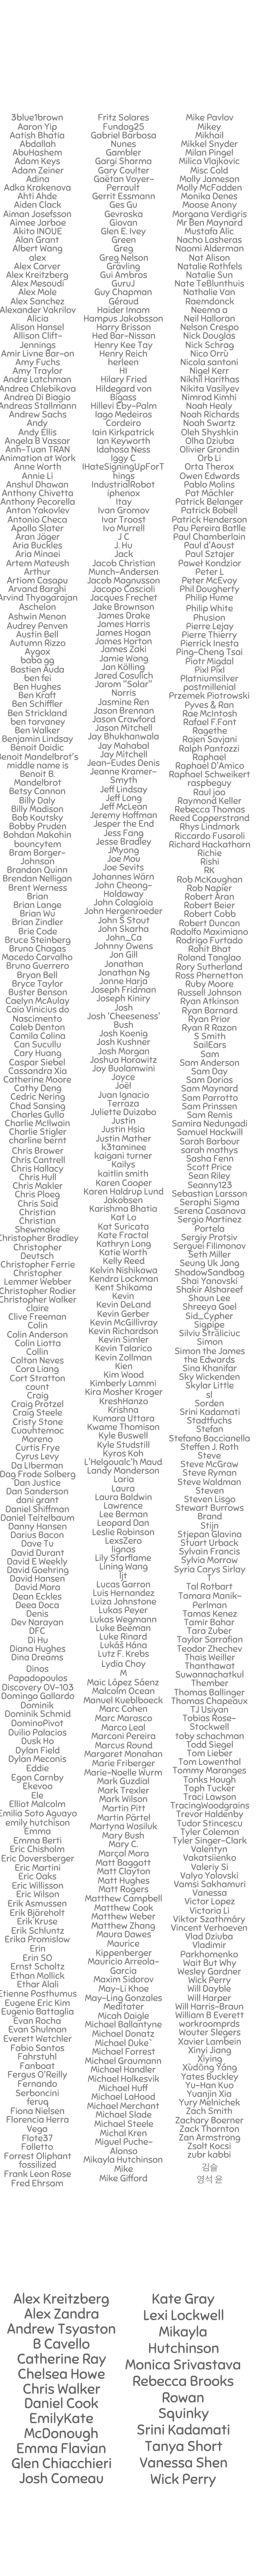 3blue1brown
Aaron Yip
Aatish Bhatia
Abdallah
AbuHashem
Adam Keys
Adam Zeiner
Adina
Adka Krakenova
Ahti Ahde
Aiden Clack
Aiman Josefsson
Aimee Jarboe
Akito INOUE
Alan Grant
Albert Wang
alex
Alex Carver
Alex Kreitzberg
Alex Mesoudi
Alex Mole
Alex Sanchez
Alexander Vakrilov
Alicia
Alison Hansel
Allison Clift-
Jennings
Amir Livne Bar-on
Amy Fuchs
Amy Traylor
Andre Latchman
Andrea Chlebikova
Andrea Di Biagio
Andreas Stallmann
Andrew Sachs
Andy
Andy Ellis
Angela B Vassar
Anh-Tuan TRAN
Animation at Work
Anne Worth
Annie Li
Anshul Dhawan
Anthony Chivetta
Anthony Pecorella
Anton Yakovlev
Antonio Checa
Apollo Slater
Aran Jäger
Aria Buckles
Aria Minaei
Artem Mateush
Arthur
Artiom Casapu
Arvand Barghi
Arvind Thyagarajan
Aschelon
Ashwin Menon
Audrey Penven
Austin Bell
Autumn Rizzo
Aygox
baba gg
Bastien Auda
ben fei
Ben Hughes
Ben Kraft
Ben Schiffler
Ben Strickland
ben torvaney
Ben Walker
Benjamin Lindsay
Benoit Doidic
Benoit Mandelbrot's
middle name is
Benoit B.
Mandelbrot
Betsy Cannon
Billy Daly
Billy Madison
Bob Koutsky
Bobby Pruden
Bohdan Makohin
bouncytem
Bram Borger-
Johnson
Brandon Quinn
Brendan Nelligan
Brent Werness
Brian
Brian Lange
Brian Wu
Brian Zindler
Brie Code
Bruce Steinberg
Bruno Chagas
Macedo Carvalho
Bruno Guerrero
Bryan Bell
Bryce Taylor
Buster Benson
Caelyn McAulay
Caio Vinicius do
Nascimento
Caleb Denton
Camila Colina
Can Sucullu
Cary Huang
Caspar Siebel
Cassandra Xia
Catherine Moore
Cathy Deng
Cedric Nering
Chad Sansing
Charles Gullo
Charlie McIlwain
Charlie Stigler
charline bernt
Chris Brower
Chris Cantrell
Chris Hallacy
Chris Hull
Chris Maker
Chris Ploeg
Chris Said
Christian
Christian
Shewmake
Christopher Bradley
Christopher
Deutsch
Christopher Ferrie
Christopher
Lemmer Webber
Christopher Rodier
Christopher Walker
claire
Clive Freeman
Colin
Colin Anderson
Colin Liotta
Collin
Colton Neves
Cora Liang
Cort Stratton
count
Craig
Craig Protzel
Craig Steele
Cristy Stone
Cuauhtemoc
Moreno
Curtis Frye
Cyrus Levy
Da Liberman
Dag Frode Solberg
Dan Justice
Dan Sanderson
dani grant
Daniel Shiffman
Daniel Teitelbaum
Danny Hansen
Darius Bacon
Dave Tu
David Durant
David E Weekly
David Goehring
David Hansen
David Mora
Dean Eckles
Deea Doca
Denis
Dev Narayan
DFC
Di Hu
Diana Hughes
Dina Dreams
Dinos
Papadopoulos
Discovery OV-103
Domingo Gallardo
Dominik
Dominik Schmid
DominoPivot
Duilio Palacios
Dusk Ho
Dylan Field
Dylan Meconis
Eddie
Egan Carnby
Ekevoo
Ele
Elliot Malcolm
Emilia Soto Aguayo
emily hutchison
Emma
Emma Berti
Eric Chisholm
Eric Doversberger
Eric Martini
Eric Oaks
Eric Willisson
Eric Wilson
Erik Asmussen
Erik Bjäreholt
Erik Kruse
Erik Schluntz
Erika Promislow
Erin
Erin SO
Ernst Scholtz
Ethan Mollick
Ethar Alali
Etienne Posthumus
Eugene Eric Kim
Eugenio Battaglia
Evan Rocha
Evan Shulman
Everett Wetchler
Fabio Santos
Fahrstuhl
Fanboat
Fergus O'Reilly
Fernando
Serboncini
feruq
Fiona Nielsen
Florencia Herra
Vega
Flote37
Folletto
Forrest Oliphant
fossilized
Frank Leon Rose
Fred Ehrsam
Fritz Solares
Fundog25
Gabriel Barbosa
Nunes
Gambler
Gargi Sharma
Gary Coulter
Gaëtan Voyer-
Perrault
Gerrit Essmann
Ges Gu
Gevroska
Giovan
Glen E. Ivey
Green
Greg
Greg Nelson
Grävling
Gui Ambros
GuruJ
Guy Chapman
Géraud
Haider Imam
Hampus Jakobsson
Harry Brisson
Hed Bar-Nissan
Henry Kee Tay
Henry Reich
herleen
HI
Hilary Fried
Hildegard von
Bigass
Hillevi Eby-Palm
Iago Medeiros
Cordeiro
Iain Kirkpatrick
Ian Keyworth
Idahosa Ness
Iggy C
IHateSigningUpForT
hings
IndustrialRobot
iphenox
Itay
Ivan Gromov
Ivar Troost
Ivo Murrell
J C
J. Hu
Jack
Jacob Christian
Munch-Andersen
Jacob Magnusson
Jacopo Cascioli
Jacques Frechet
Jake Brownson
James Drake
James Harris
James Hogan
James Horton
James Zaki
Jamie Wong
Jan Kölling
Jared Cosulich
Jarom "Solar"
Norris
Jasmine Ren
Jason Brennan
Jason Crawford
Jason Mitchell
Jay Bhukhanwala
Jay Mahabal
Jay Mitchell
Jean-Eudes Denis
Jeanne Kramer-
Smyth
Jeff Lindsay
Jeff Long
Jeff McLean
Jeremy Hoffman
Jesper the End
Jess Fang
Jesse Bradley
JMyong
Joe Mou
Joe Sevits
Johannes Wärn
John Cheong-
Holdaway
John Colagioia
John Hergenroeder
John S Stout
John Skarha
John_Ca
Johnny Owens
Jon Gill
Jonathan
Jonathan Ng
Jonne Harja
Joseph Fridman
Joseph Kiniry
Josh
Josh 'Cheeseness'
Bush
Josh Koenig
Josh Kushner
Josh Morgan
Joshua Horowitz
Joy Buolamwini
Joyce
Joël
Juan Ignacio
Terraza
Juliette Duizabo
Justin
Justin Hsia
Justin Mather
k3taminee
kaigani turner
Kailys
kaitlin smith
Karen Cooper
Karen Haldrup Lund
Jakobsen
Karishma Bhatia
Kat Lo
Kat Suricata
Kate Fractal
Kathryn Long
Katie Worth
Kelly Reed
Kelvin Nishikawa
Kendra Lockman
Kent Shikama
Kevin
Kevin DeLand
Kevin Gerber
Kevin McGillivray
Kevin Richardson
Kevin Simler
Kevin Talarico
Kevin Zollman
Kien
Kim Wood
Kimberly Lammi
Kira Mosher Kroger
KreshHanzo
Krishna
Kumara Uttara
Kwame Thomison
Kyle Buswell
Kyle Studstill
Kyros Koh
L'Helgoualc'h Maud
Landy Manderson
Laria
Laura
Laura Baldwin
Lawrence
Lee Berman
Leopard Dan
Leslie Robinson
LexsZero
lignas
Lily Starflame
Lining Wang
ljt
Lucas Garron
Luis Hernandez
Luiza Johnstone
Lukas Peyer
Lukas Wegmann
Luke Beeman
Luke Rinard
Lukáš Hána
Lutz F. Krebs
Lydia Choy
M
Maic López Sáenz
Malcolm Ocean
Manuel Kueblboeck
Marc Cohen
Marc Marasco
Marco Leal
Marconi Pereira
Marcus Round
Margaret Monahan
Marie Friberger
Marie-Noelle Wurm
Mark Guzdial
Mark Trexler
Mark Wilson
Martin Pitt
Martin Pärtel
Martyna Wasiluk
Mary Bush
Mary C.
Marçal Mora
Matt Baggott
Matt Clayton
Matt Hughes
Matt Rogers
Matthew Campbell
Matthew Cook
Matthew Weber
Matthew Zhang
Maura Dawes
Maurice
Kippenberger
Mauricio Arreola-
Garcia
Maxim Sidorov
May-Li Khoe
May-Ling Gonzales
Meditater
Micah Daigle
Michael Ballantyne
Michael Donatz
Michael Duke
Michael Forrest
Michael Graumann
Michael Handler
Michael Holkesvik
Michael Huff
Michael LaHood
Michael Merchant
Michael Slade
Michael Steele
Michal Kren
Miguel Puche-
Alonso
Mikayla Hutchinson
Mike
Mike Gifford
Mike Pavlov
Mikey
Mikhail
Mikkel Snyder
Milan Pingel
Milica Vlajkovic
Misc Cold
Molly Jameson
Molly McFadden
Monika Denes
Moose Anony
Morgana Verdigris
Mr Ben Maynard
Mustafa Alic
Nacha Lasheras
Naomi Alderman
Nat Alison
Natalie Rothfels
Natalie Sun
Nate TeBlunthuis
Nathalie Van
Raemdonck
Neema a
Neil Halloran
Nelson Crespo
Nick Douglas
Nick Schrag
Nico Orrù
Nicola santoni
Nigel Kerr
Nikhil Harithas
Nikita Vasilyev
Nimrod Kimhi
Noah Healy
Noah Richards
Noah Swartz
Oleh Shyshkin
Olha Dziuba
Olivier Grondin
Orb Li
Orta Therox
Owen Edwards
Pablo Molins
Pat Mächler
Patrick Belanger
Patrick Bobell
Patrick Henderson
Pau Pereira Batlle
Paul Chamberlain
Paul d'Aoust
Paul Sztajer
Paweł Kondzior
Peter L
Peter McEvoy
Phil Dougherty
Philip Hume
Philip White
Phusion
Pierre Lejay
Pierre Thierry
Pierrick Inesta
Ping-Cheng Tsai
Piotr Migdal
Pixl Pixl
Platniumsilver
postmillenial
Przemek Piotrowski
Pyves & Ran
Rae McIntosh
Rafael F.Font
Ragethe
Rajen Savjani
Ralph Pantozzi
Raphael
Raphael D'Amico
Raphael Schweikert
raspbeguy
Raul joo
Raymond Keller
Rebecca Thomas
Reed Copperstrand
Rhys Lindmark
Riccardo Fusaroli
Richard Hackathorn
Richie
Rishi
RK
Rob McKaughan
Rob Napier
Robert Aran
Robert Beier
Robert Cobb
Robert Duncan
Rodolfo Maximiano
Rodrigo Furtado
Rohit Bhat
Roland Tanglao
Rory Sutherland
Ross Phernetton
Ruby Moore
Russell Johnson
Ryan Atkinson
Ryan Barnard
Ryan Prior
Ryan R Razon
S Smith
SailEars
Sam
Sam Anderson
Sam Day
Sam Dorios
Sam Maynard
Sam Parrotto
Sam Prinssen
Sam Remis
Samira Nedungadi
Samuel Hackwill
Sarah Barbour
sarah mathys
Sasha Fenn
Scott Price
Sean Riley
Seanny123
Sebastian Larsson
Seraphi Sigma
Serena Casanova
Sergio Martinez
Portela
Sergiy Protsiv
Serguei Filimonov
Seth Miller
Seung Uk Jang
ShadowSandbag
Shai Yanovski
Shakir Alshareef
Shaun Lee
Shreeya Goel
Sid_Cypher
Sigpipe
Silviu Străliciuc
Simon
Simon the James
the Edwards
Sina Khanifar
Sky Wickenden
Skylar Little
sl
Sorden
Srini Kadamati
Stadtfuchs
Stefan
Stefano Bacianella
Steffen J. Roth
Steve
Steve McGraw
Steve Ryman
Steve Waldman
Steven
Steven Lisgo
Stewart Burrows
Brand
Stijn
Stjepan Glavina
Stuart Urback
Sylvain Francis
Sylvia Morrow
Syria Carys Sirlay
T
Tal Rotbart
Tamara Manik-
Perlman
Tamas Kenez
Tamir Bahar
Tara Zuber
Taylor Sarrafian
Teodor Zhechev
Thais Weiller
Thanthawat
Suwannachatkul
Thember
Thomas Ballinger
Thomas Chapeaux
TJ Usiyan
Tobias Rose-
Stockwell
toby schachman
Todd Siegel
Tom Lieber
Tom Lowenthal
Tommy Maranges
Tonks Hough
Toph Tucker
Traci Lawson
TracingWoodgrains
Trevor Haldenby
Tudor Stincescu
Tyler Coleman
Tyler Singer-Clark
Valentyn
Vakatsiienko
Valeriy Si
Valyo Yolovski
Vamsi Sakhamuri
Vanessa
Victor Lopez
Victoria Li
Viktor Szathmáry
Vincent Verhoeven
Vlad Dziuba
Vladimir
Parkhomenko
Wait But Why
Wesley Gardner
Wick Perry
Will Dayble
Will Harper
Will Harris-Braun
William B Everett
workroomprds
Wouter Slegers
Xavier Lambein
Xinyi Jiang
Xiying
Xùdōng Yáng
Yates Buckley
Yu-Han Kuo
Yuanjin Xia
Yury Melnichek
Zach Smith
Zachary Boerner
Zack Thornton
Zan Armstrong
Zsolt Kocsi
zubr kabbi
김슬
영석 윤
Alex Kreitzberg
Alex Zandra
Andrew Tsyaston
B Cavello
Catherine Ray
Chelsea Howe
Chris Walker
Daniel Cook
EmilyKate
McDonough
Emma Flavian
Glen Chiacchieri
Josh Comeau
Kate Gray
Lexi Lockwell
Mikayla
Hutchinson
Monica Srivastava
Rebecca Brooks
Rowan
Squinky
Srini Kadamati
Tanya Short
Vanessa Shen
Wick Perry